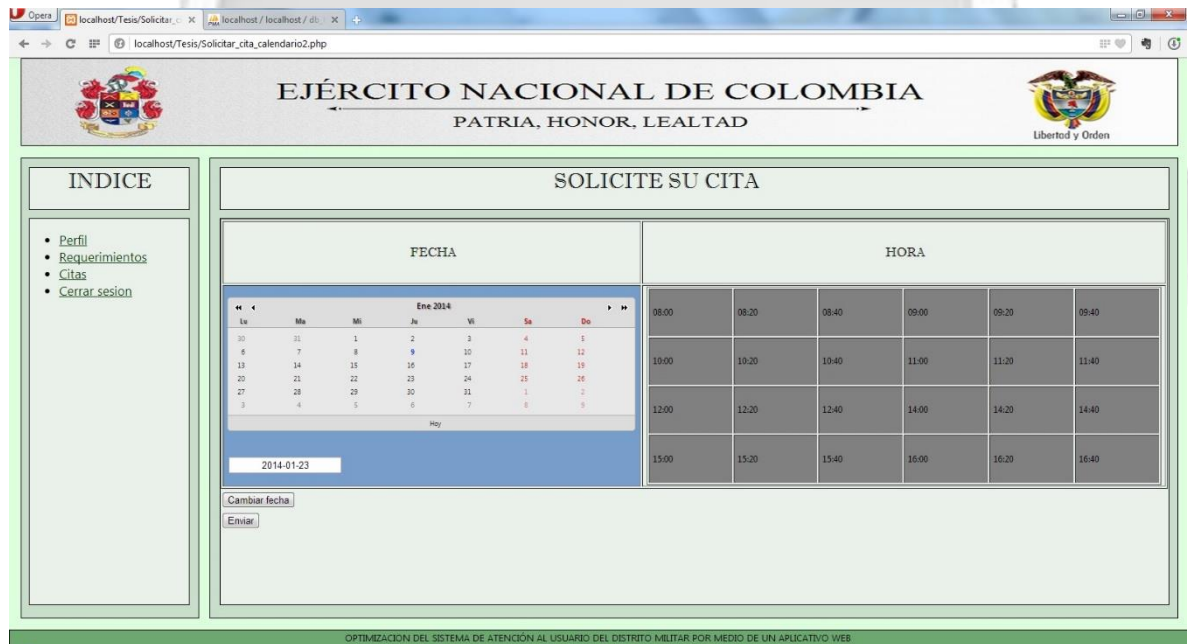 Opera
localhost/Tesis/Solicitar_c
localhost / localhost / db_
localhost/Tesis/Solicitar_cita_calendario2.php
EJÉRCITO NACIONAL DE COLOMBIA
PATRIA, HONOR, LEALTAD
Libertad y Orden
INDICE
Perfil
Requerimientos
Citas
Cerrar sesion
SOLICITE SU CITA
FECHA
HORA
Ene 2014
Lu Ma Mi Ju Vi Sa Do
30 31 1 2 3 4 5
6 7 8 9 10 11 12
13 14 15 16 17 18 19
20 21 22 23 24 25 26
27 28 29 30 31 1 2
3 4 5 6 7 8 9
Hoy
2014-01-23
08:00 08:20 08:40 09:00 09:20 09:40
10:00 10:20 10:40 11:00 11:20 11:40
12:00 12:20 12:40 14:00 14:20 14:40
15:00 15:20 15:40 16:00 16:20 16:40
Cambiar fecha
Enviar
OPTIMIZACION DEL SISTEMA DE ATENCIÓN AL USUARIO DEL DISTRITO MILITAR POR MEDIO DE UN APLICATIVO WEB